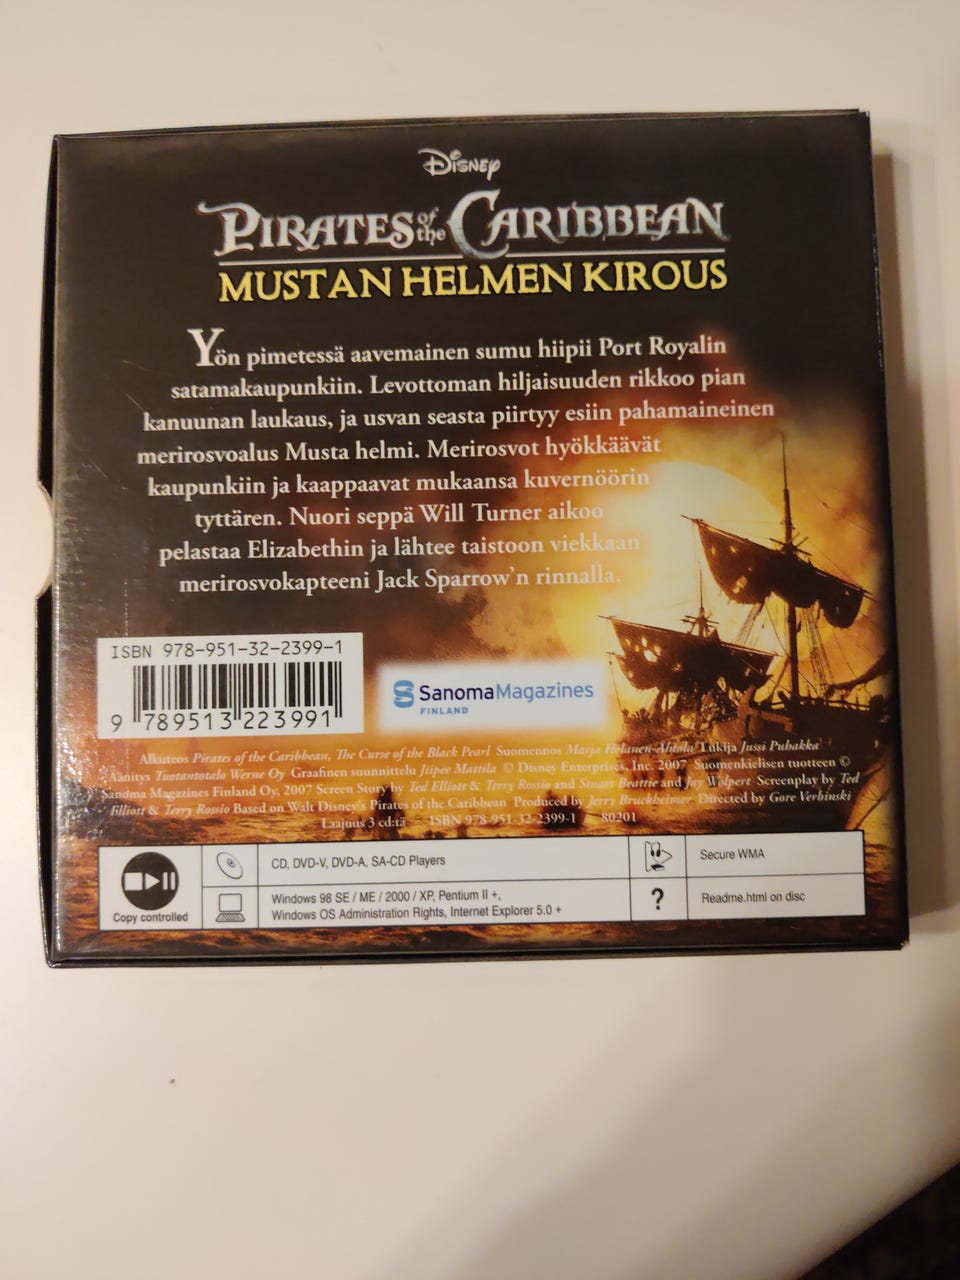 Disney
PIRATES of the CARIBBEAN
MUSTAN HELMEN KIROUS
Yön pimetessä aavemainen sumu hiipii Port Royalin
satamakaupunkiin. Levottoman hiljaisuuden rikkoo pian
kanuunan laukaus, ja usvan seasta piirtyy esiin pahamaineinen
merirosvoalus Musta helmi. Merirosvot hyökkäävät
kaupunkiin ja kaappaavat mukaansa kuvernöörin
tyttären. Nuori seppä Will Turner aikoo
pelastaa Elizabethin ja lähtee taistoon viekkaan
merirosvokapteeni Jack Sparrow'n rinnalla.
ISBN 978-951-32-2399-1
9 789513 223991
SanomaMagazines
FINLAND
Alkuteos Pirates of the Caribbean, The Curse of the Black Pearl Suomennos Marja Helanen-Ahtola Lukija Jussi Puhakka
Äänitys Tuotantotalo Werne Oy Graafinen suunnittelu Jiipee Mattila © Disney Enterprises, Inc. 2007 Suomenkielisen tuotteen ©
Sanoma Magazines Finland Oy, 2007 Screen Story by Ted Elliott & Terry Rossio and Stuart Beattie and Jay Wolpert Screenplay by Ted
Elliott & Terry Rossio Based on Walt Disney's Pirates of the Caribbean Produced by Jerry Bruckheimer Directed by Gore Verbinski
Laajuus 3 cd:tä ISBN 978-951-32-2399-1 80201
Copy controlled
CD, DVD-V, DVD-A, SA-CD Players
Secure WMA
Windows 98 SE / ME / 2000 / XP, Pentium II +,
Windows OS Administration Rights, Internet Explorer 5.0 +
?
Readme.html on disc